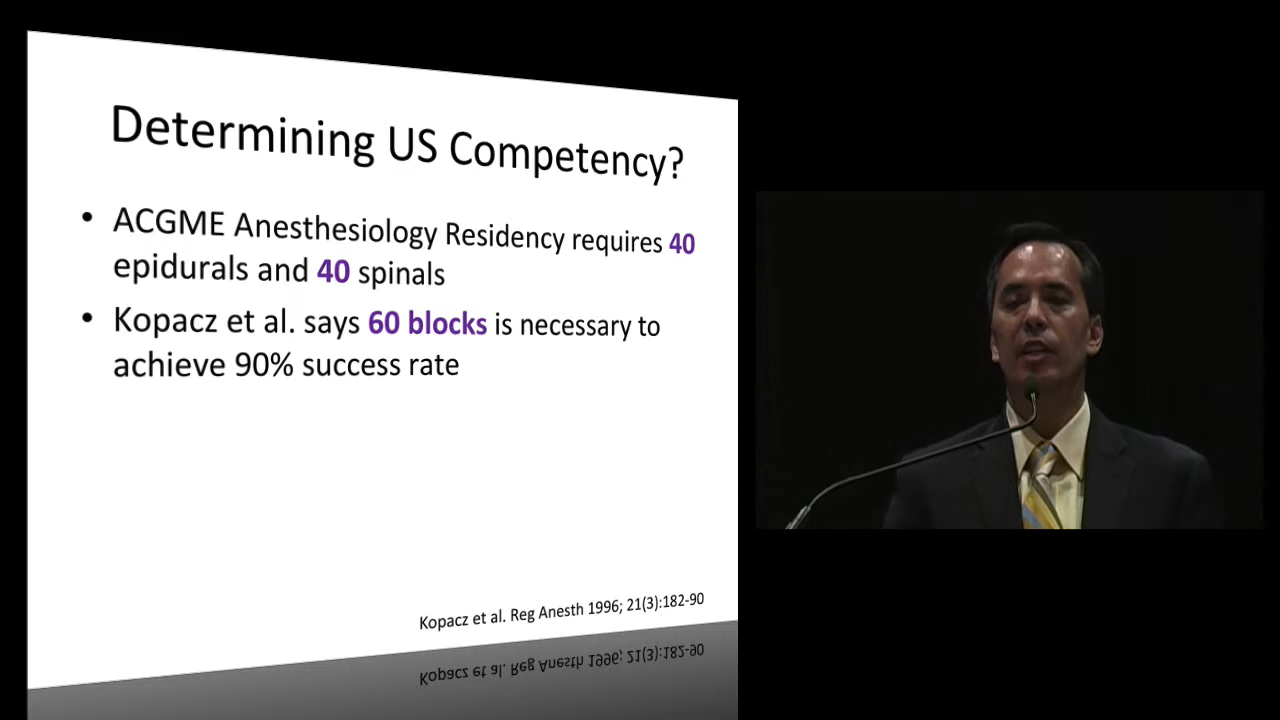 Determining US Competency?
• ACGME Anesthesiology Residency requires 40
epidurals and 40 spinals
• Kopacz et al. says 60 blocks is necessary to
achieve 90% success rate
Kopacz et al. Reg Anesth 1996; 21(3):182-90